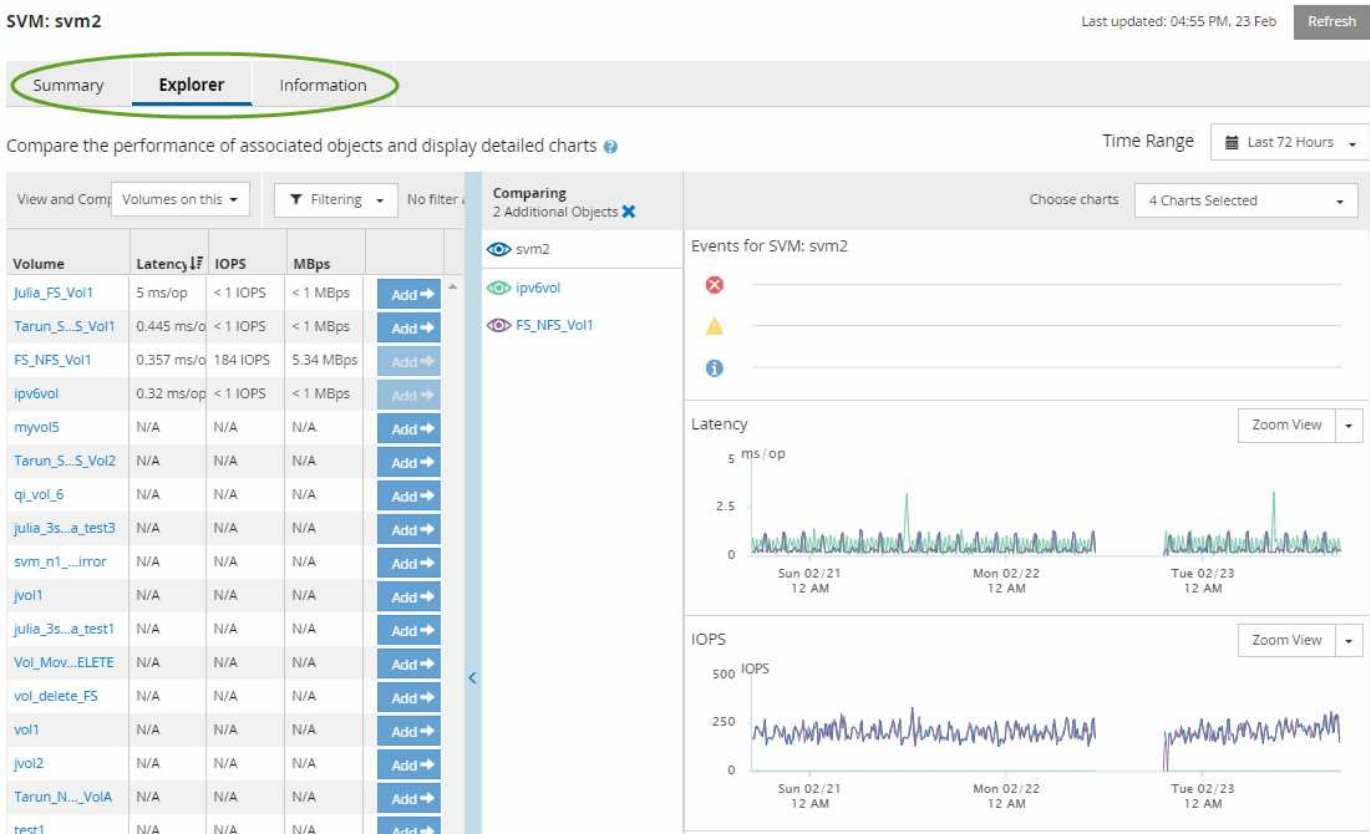 SVM: svm2
Last updated: 04:55 PM, 23 Feb Refresh
Summary Explorer Information
Compare the performance of associated objects and display detailed charts ?
Time Range Last 72 Hours
View and Comp Volumes on this Filtering No filter
Comparing
2 Additional Objects
Choose charts 4 Charts Selected
Volume Latency IOPS MBps
Julia_FS_Vol1 5 ms/op < 1 IOPS < 1 MBps Add
Tarun_S...S_Vol1 0.445 ms/o < 1 IOPS < 1 MBps Add
FS_NFS_Vol1 0.357 ms/o 184 IOPS 5.34 MBps Add
ipv6vol 0.32 ms/op < 1 IOPS < 1 MBps Add
myvol5 N/A N/A N/A Add
Tarun_S...S_Vol2 N/A N/A N/A Add
qi_vol_6 N/A N/A N/A Add
julia_3s...a_test3 N/A N/A N/A Add
svm_n1_...irror N/A N/A N/A Add
jvol1 N/A N/A N/A Add
julia_3s...a_test1 N/A N/A N/A Add
Vol_Mov...ELETE N/A N/A N/A Add
vol_delete_FS N/A N/A N/A Add
vol1 N/A N/A N/A Add
jvol2 N/A N/A N/A Add
Tarun_N..._VolA N/A N/A N/A Add
test1 N/A N/A N/A Add
svm2
ipv6vol
FS_NFS_Vol1
Events for SVM: svm2
Latency Zoom View
5 ms/op
2.5
0
Sun 02/21 Mon 02/22 Tue 02/23
12 AM 12 AM 12 AM
IOPS Zoom View
500 IOPS
250
0
Sun 02/21 Mon 02/22 Tue 02/23
12 AM 12 AM 12 AM